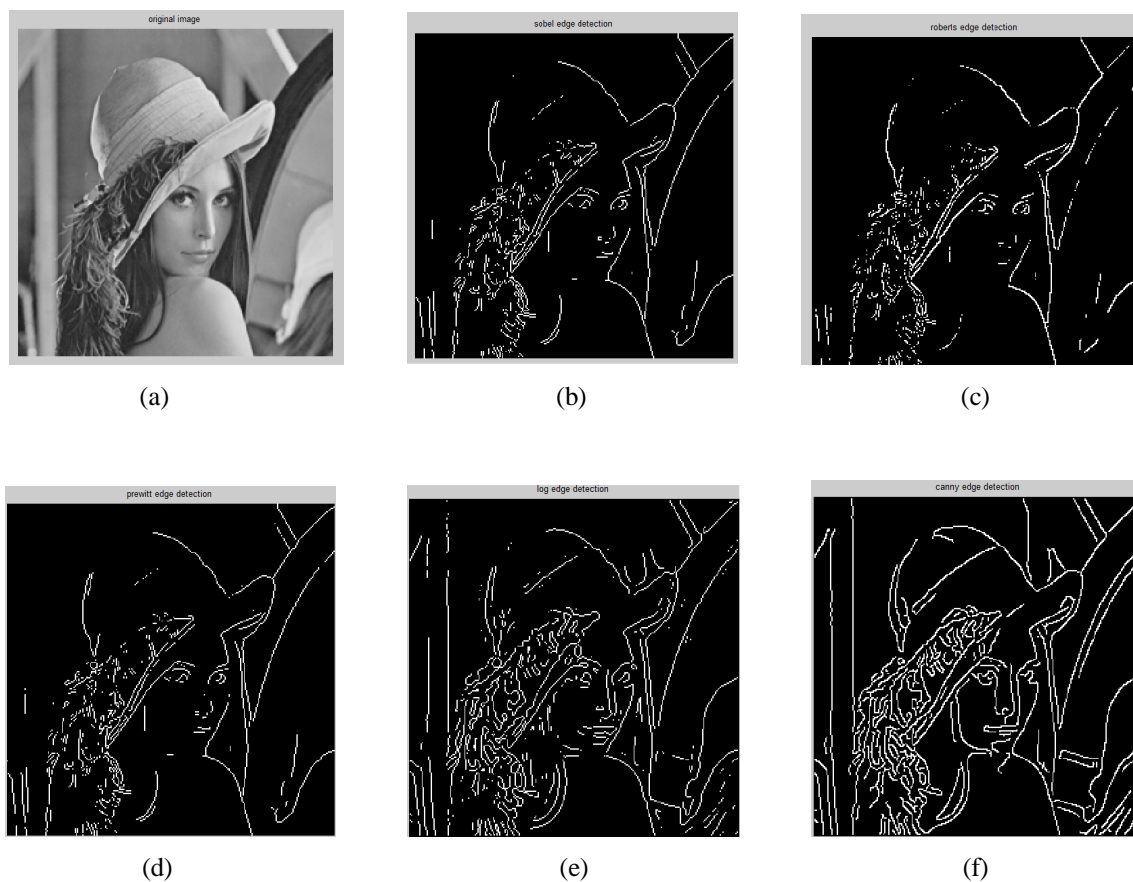 original image
sobel edge detection
roberts edge detection
(a)
(b)
(c)
prewitt edge detection
log edge detection
canny edge detection
(d)
(e)
(f)